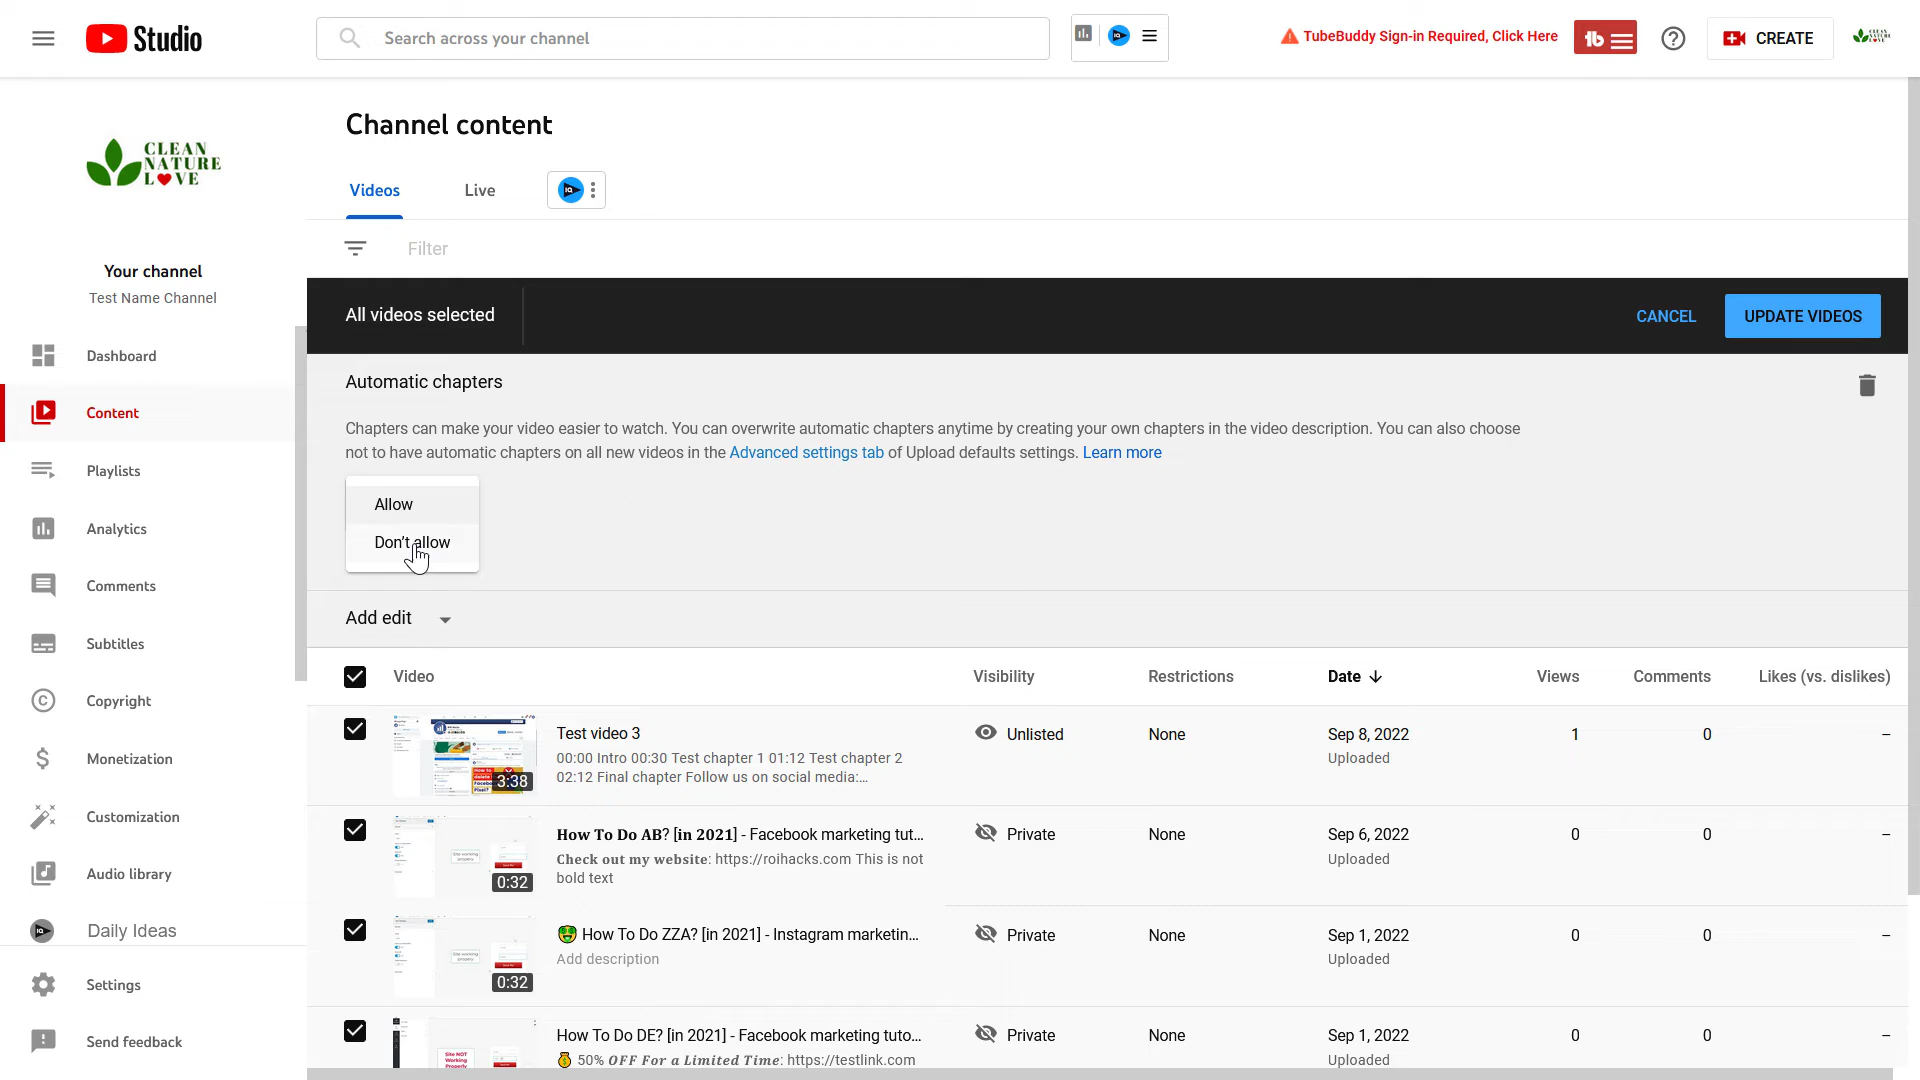 Studio
Search across your channel
TubeBuddy Sign-in Required, Click Here
CREATE
CLEAN
NATURE
L♥VE
Your channel
Test Name Channel
Dashboard
Content
Playlists
Analytics
Comments
Subtitles
Copyright
Monetization
Customization
Audio library
Daily Ideas
Settings
Send feedback
Channel content
Videos
Live
Filter
All videos selected
CANCEL
UPDATE VIDEOS
Automatic chapters
Chapters can make your video easier to watch. You can overwrite automatic chapters anytime by creating your own chapters in the video description. You can also choose
not to have automatic chapters on all new videos in the Advanced settings tab of Upload defaults settings. Learn more
Allow
Don't allow
Add edit
Video Visibility Restrictions Date Views Comments Likes (vs. dislikes)
Test video 3
00:00 Intro 00:30 Test chapter 1 01:12 Test chapter 2
02:12 Final chapter Follow us on social media:...
3:38
Unlisted None Sep 8, 2022 1 0 –
Uploaded
How To Do AB? [in 2021] - Facebook marketing tut...
Check out my website: https://roihacks.com This is not
bold text
0:32
Private None Sep 6, 2022 0 0 –
Uploaded
🤑 How To Do ZZA? [in 2021] - Instagram marketin...
Add description
0:32
Private None Sep 1, 2022 0 0 –
Uploaded
How To Do DE? [in 2021] - Facebook marketing tuto...
💰 50% OFF For a Limited Time: https://testlink.com
Site NOT
Working
Properly
Private None Sep 1, 2022 0 0 –
Uploaded